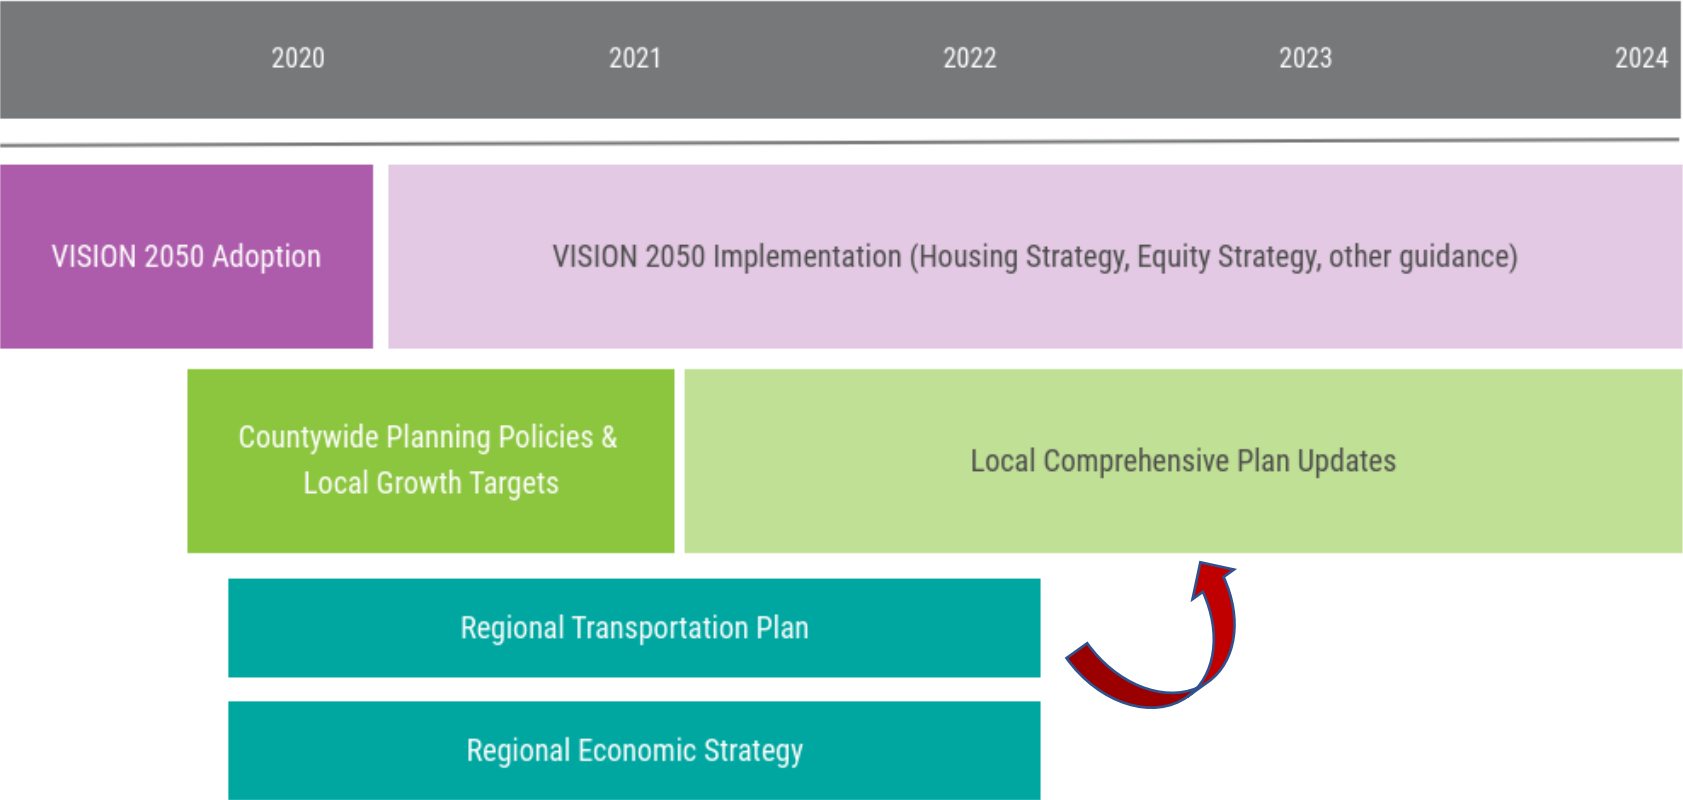 2020 2021 2022 2023 2024
VISION 2050 Adoption
VISION 2050 Implementation (Housing Strategy, Equity Strategy, other guidance)
Countywide Planning Policies &
Local Growth Targets
Local Comprehensive Plan Updates
Regional Transportation Plan
Regional Economic Strategy